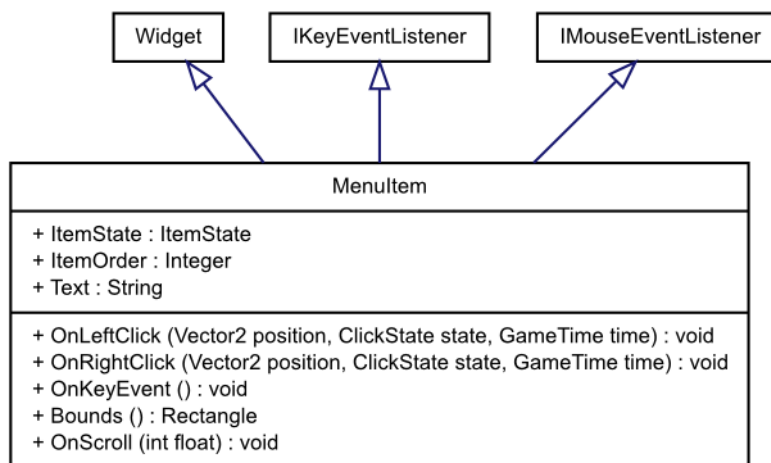 Widget
IKeyEventListener
IMouseEventListener
MenuItem
+ ItemState : ItemState
+ ItemOrder : Integer
+ Text : String
+ OnLeftClick (Vector2 position, ClickState state, GameTime time) : void
+ OnRightClick (Vector2 position, ClickState state, GameTime time) : void
+ OnKeyEvent () : void
+ Bounds () : Rectangle
+ OnScroll (int float) : void